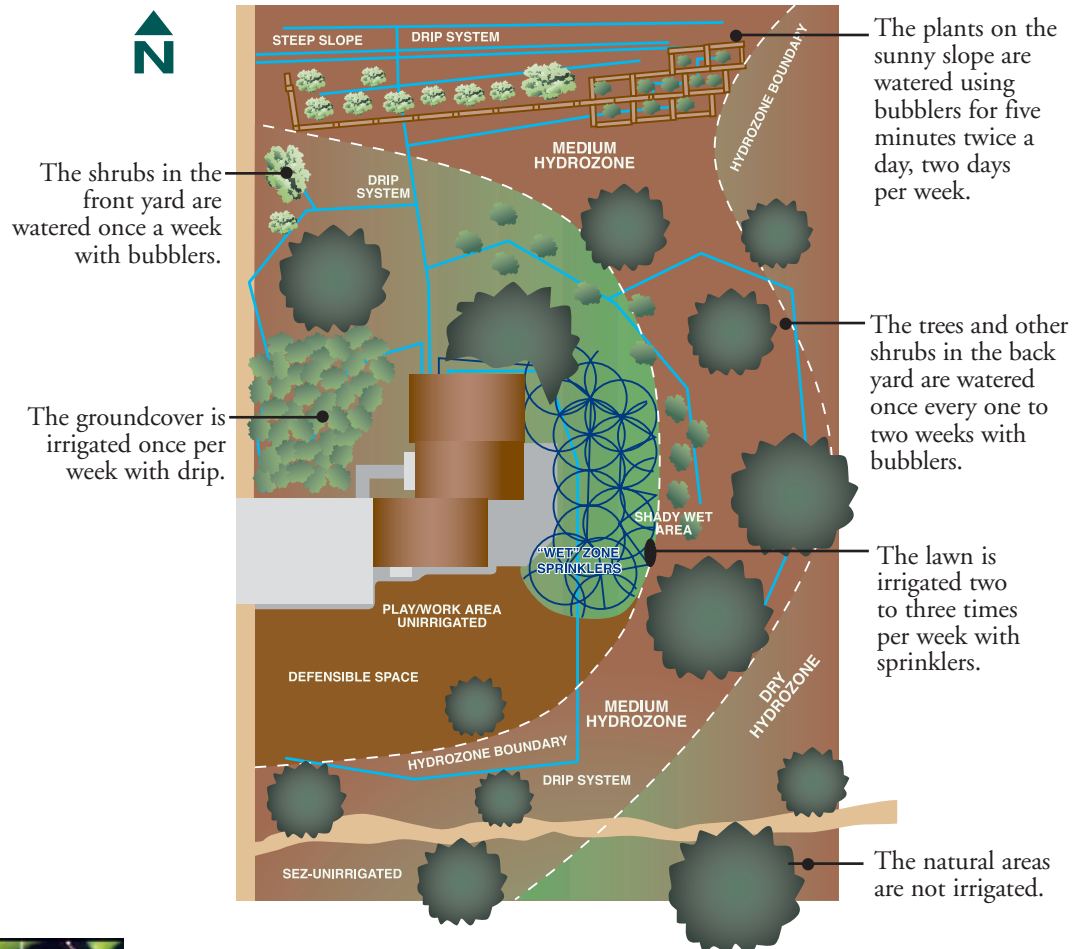 N
STEEP SLOPE
DRIP SYSTEM
HYDROZONE BOUNDARY
The plants on the
sunny slope are
watered using
bubblers for five
minutes twice a
day, two days
per week.
MEDIUM
HYDROZONE
The shrubs in the
front yard are
watered once a week
with bubblers.
DRIP
SYSTEM
The trees and other
shrubs in the back
yard are watered
once every one to
two weeks with
bubblers.
The groundcover is
irrigated once per
week with drip.
SHADY WET
AREA
"WET" ZONE
SPRINKLERS
The lawn is
irrigated two
to three times
per week with
sprinklers.
PLAY/WORK AREA
UNIRRIGATED
DEFENSIBLE SPACE
MEDIUM
HYDROZONE
DRY
HYDROZONE
HYDROZONE BOUNDARY
DRIP SYSTEM
SEZ-UNIRRIGATED
The natural areas
are not irrigated.